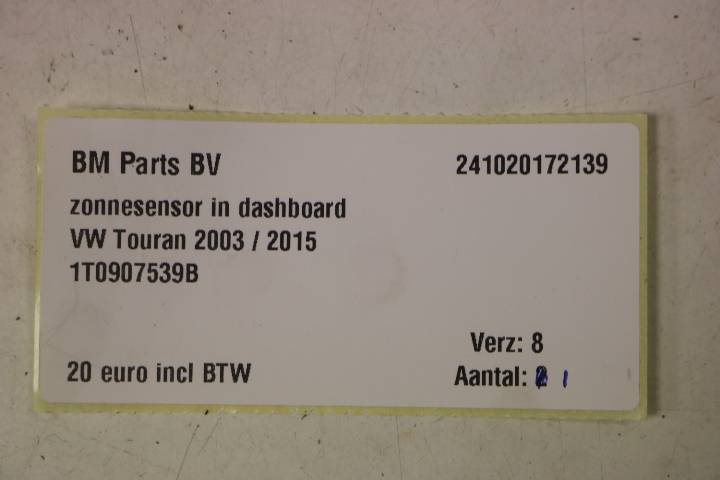 BM Parts BV 241020172139
zonnesensor in dashboard
VW Touran 2003 / 2015
1T0907539B
Verz: 8
20 euro incl BTW Aantal: 1